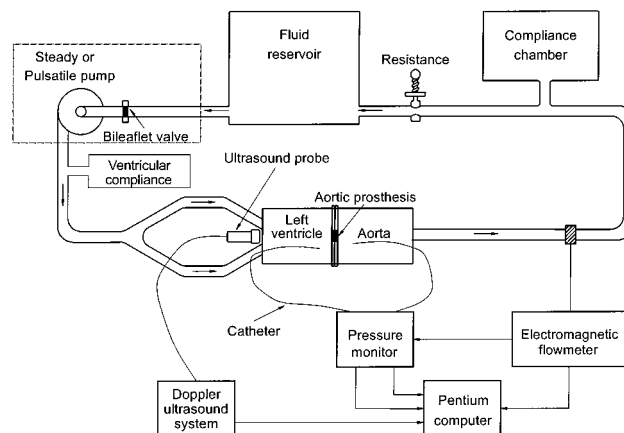 Steady or
Pulsatile pump
Fluid
reservoir
Resistance
Compliance
chamber
Bileaflet valve
Ventricular
compliance
Ultrasound probe
Aortic prosthesis
Left
ventricle
Aorta
Catheter
Pressure
monitor
Electromagnetic
flowmeter
Doppler
ultrasound
system
Pentium
computer